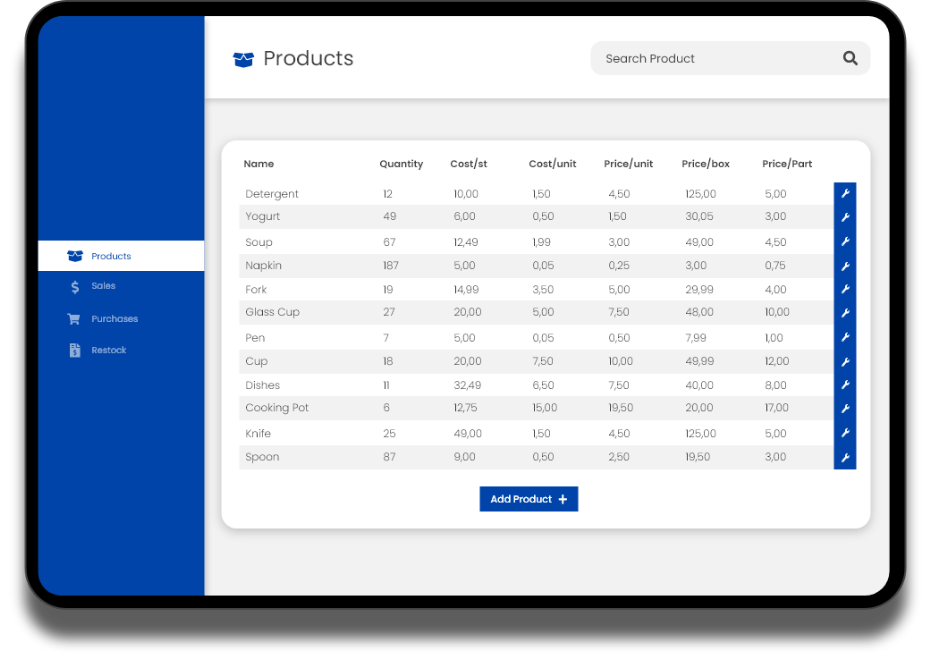 Products
Search Product
Name Quantity Cost/st Cost/unit Price/unit Price/box Price/Part
Detergent 12 10,00 1,50 4,50 125,00 5,00
Yogurt 49 6,00 0,50 1,50 30,05 3,00
Soup 67 12,49 1,99 3,00 49,00 4,50
Napkin 187 5,00 0,05 0,25 3,00 0,75
Fork 19 14,99 3,50 5,00 29,99 4,00
Glass Cup 27 20,00 5,00 7,50 48,00 10,00
Pen 7 5,00 0,05 0,50 7,99 1,00
Cup 18 20,00 7,50 10,00 49,99 12,00
Dishes 11 32,49 6,50 7,50 40,00 8,00
Cooking Pot 6 12,75 15,00 19,50 20,00 17,00
Knife 25 49,00 1,50 4,50 125,00 5,00
Spoon 87 9,00 0,50 2,50 19,50 3,00
Add Product +
Products
Sales
Purchases
Restock